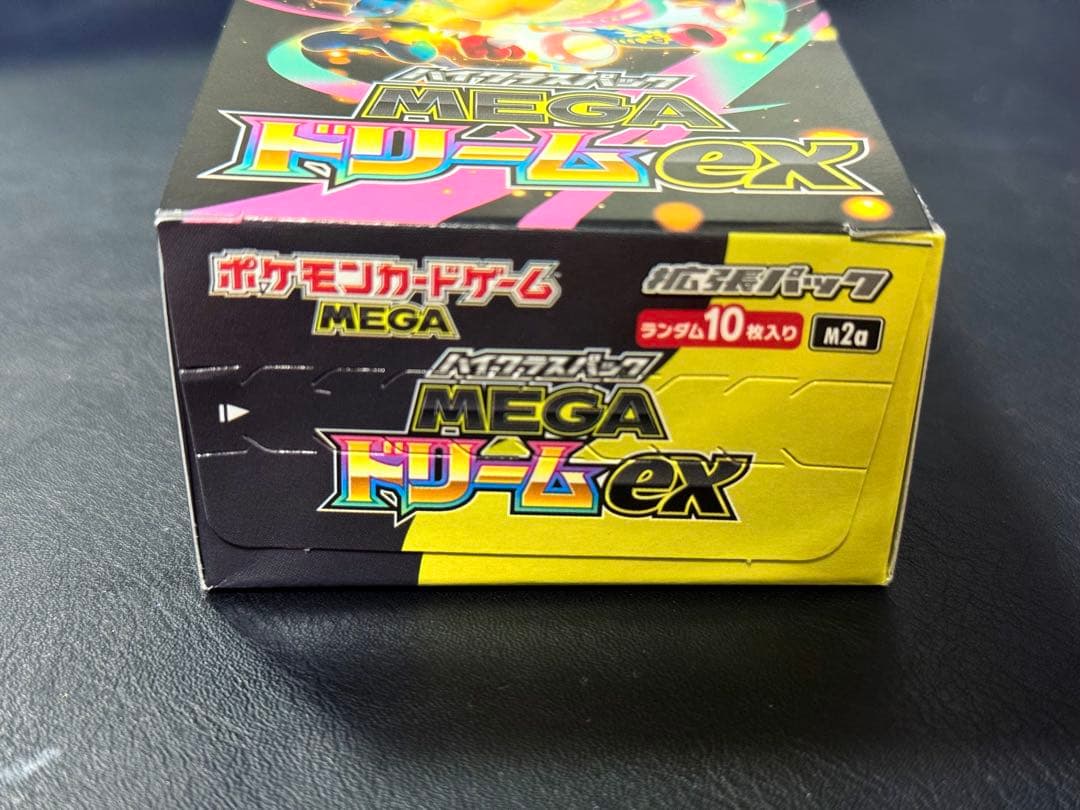 ハイクラスパック
MEGA
ドリームex
ポケモンカードゲーム
MEGA
拡張パック
ランダム10枚入り
M2a
ハイクラスパック
MEGA
ドリームex